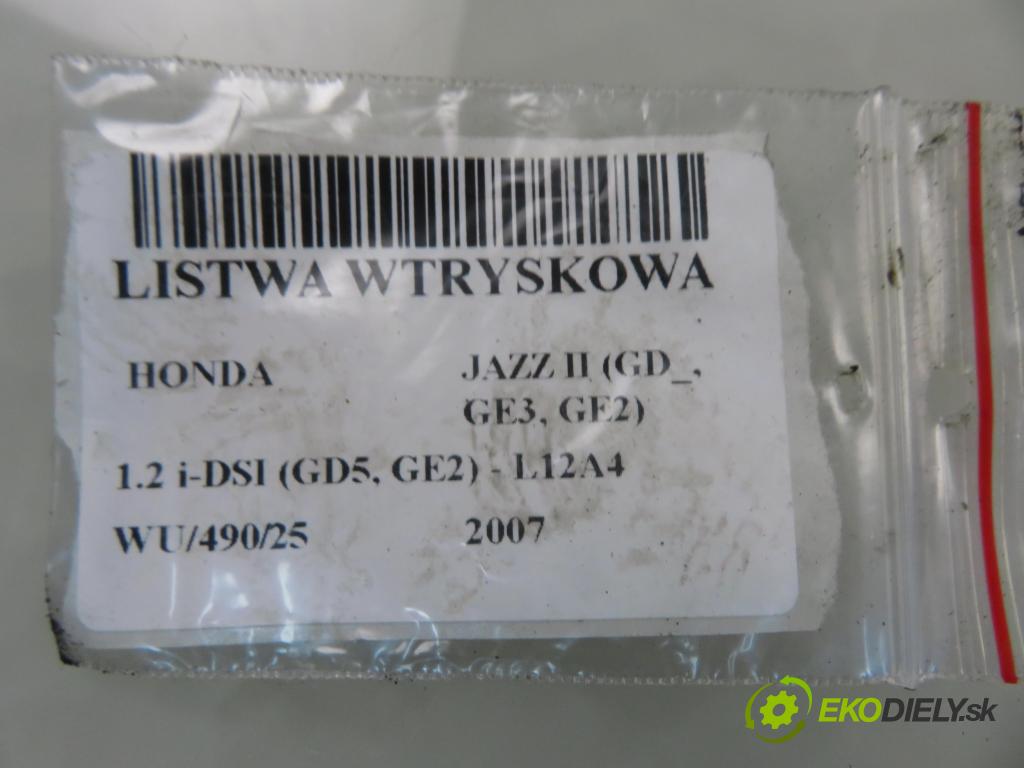 LISTWA WTRYSKOWA
HONDA JAZZ II (GD_,
GE3, GE2)
1.2 i-DSI (GD5, GE2) - L12A4
WU/490/25 2007
EKODIELY.sk